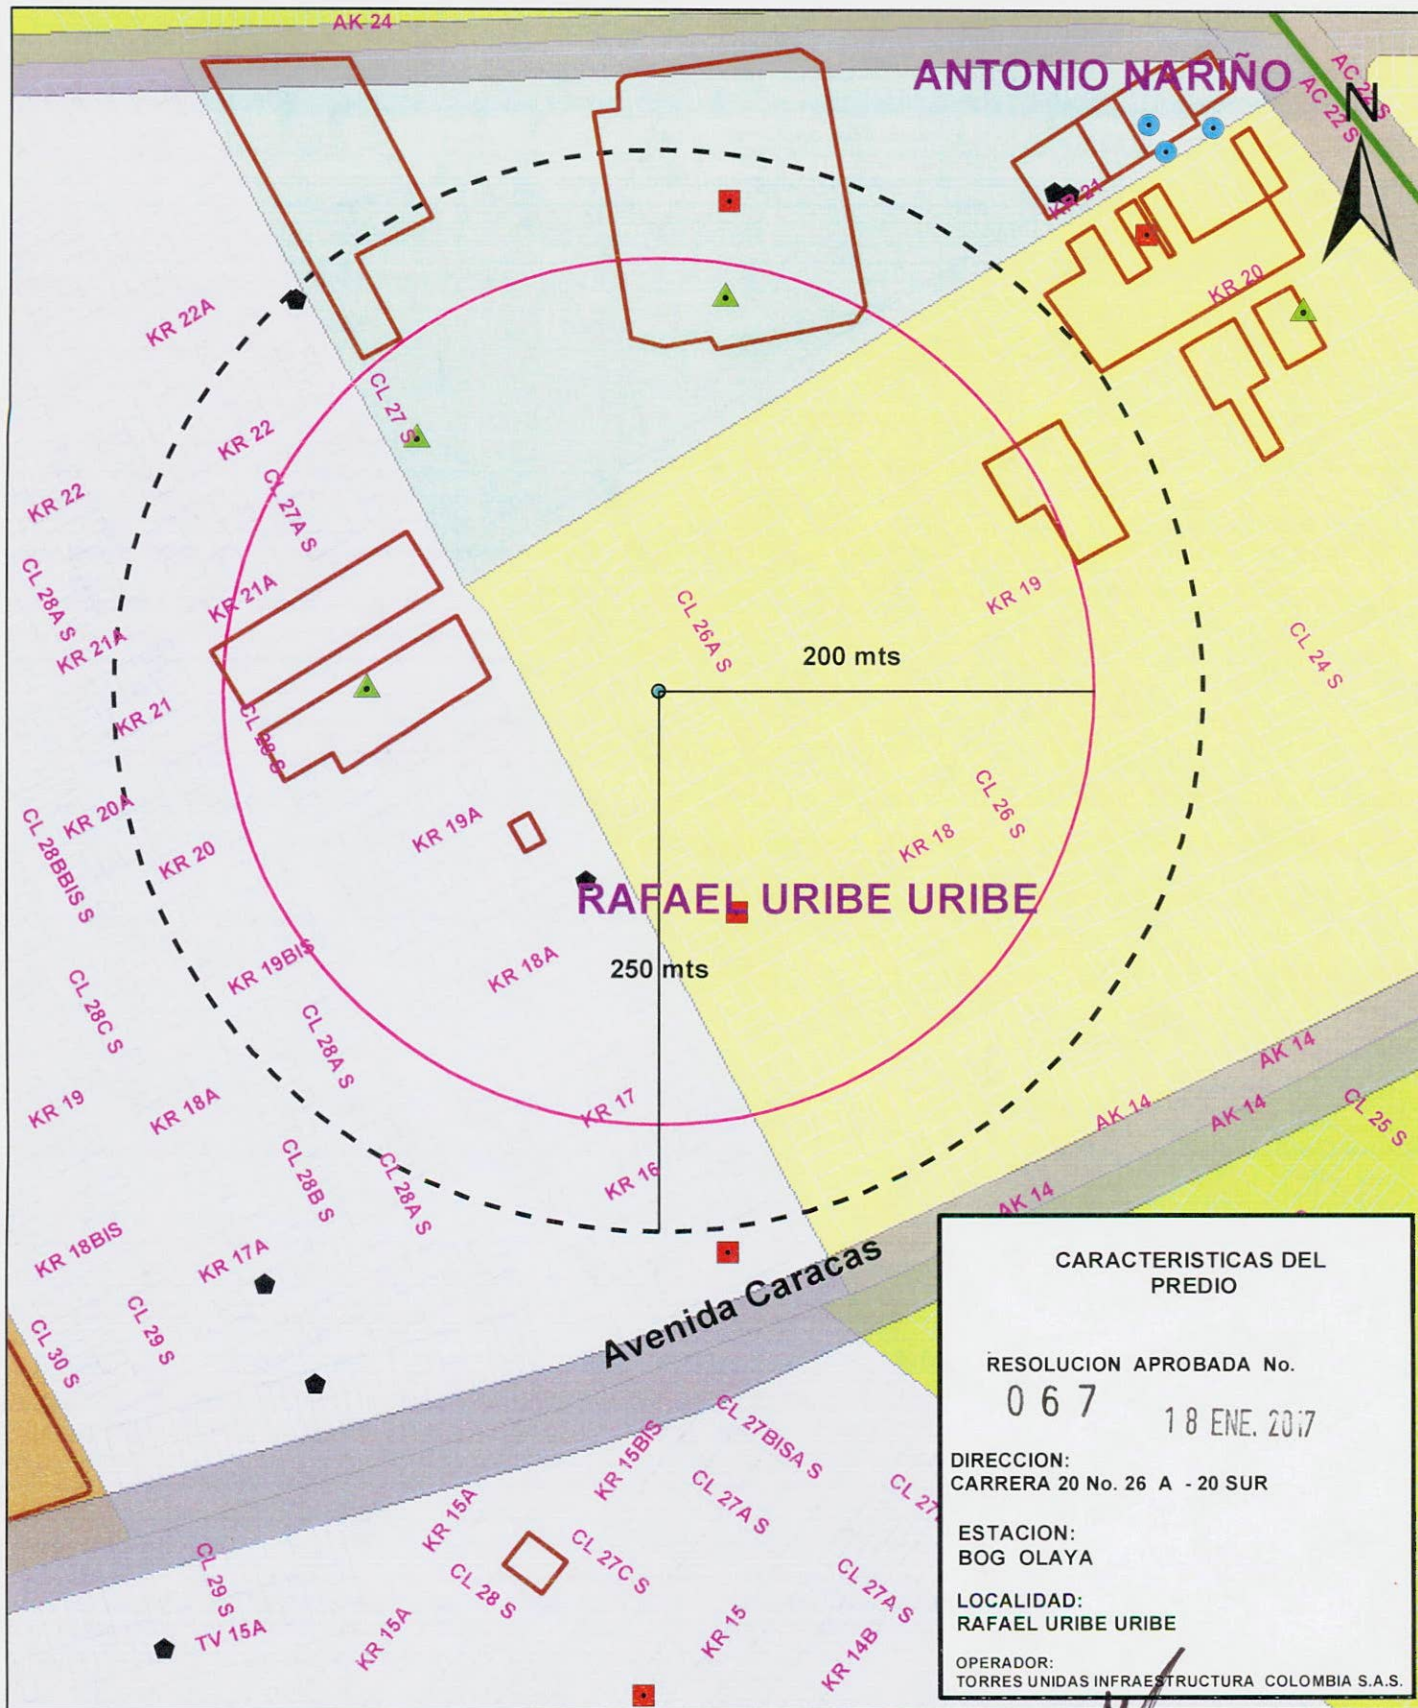 AK 24
ANTONIO NARIÑO
AC 22 S
AC 22 S
N
KR 21
KR 20
KR 22A
CL 27 S
KR 22
CL 27A S
KR 22
CL 28A S
KR 21A
KR 21A
KR 19
CL 26A S
CL 24 S
200 mts
KR 21
CL 28 S
CL 26 S
KR 20A
KR 19A
KR 18
CL 28BBIS S
KR 20
RAFAEL URIBE URIBE
KR 19BIS
KR 18A
250 mts
CL 28C S
CL 28A S
AK 14
KR 19
KR 18A
KR 17
AK 14
AK 14
CL 25 S
CL 28B S
CL 28A S
KR 16
AK 14
KR 18BIS
KR 17A
Avenida Caracas
CL 30 S
CL 29 S
CL 27BISA S
KR 15BIS
KR 15A
CL 27A S
CL 27
CL 29 S
CL 28 S
CL 27C S
CL 27A S
TV 15A
KR 15A
KR 15
KR 14B
CARACTERISTICAS DEL
PREDIO
RESOLUCION APROBADA No.
0 6 7
18 ENE. 2017
DIRECCION:
CARRERA 20 No. 26 A - 20 SUR
ESTACION:
BOG OLAYA
LOCALIDAD:
RAFAEL URIBE URIBE
OPERADOR:
TORRES UNIDAS INFRAESTRUCTURA COLOMBIA S.A.S.